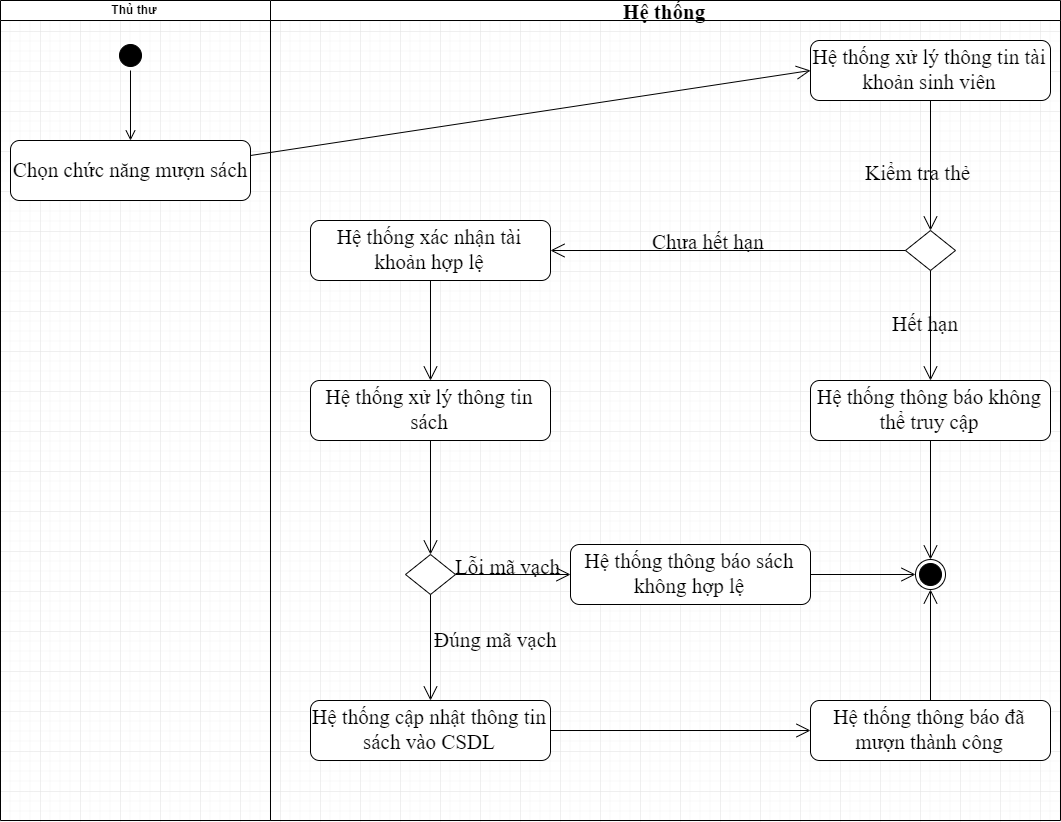 Thủ thư
Hệ thống
Hệ thống xử lý thông tin tài
khoản sinh viên
Chọn chức năng mượn sách
Kiểm tra thẻ
Hệ thống xác nhận tài
khoản hợp lệ
Chưa hết hạn
Hết hạn
Hệ thống xử lý thông tin
sách
Hệ thống thông báo không
thể truy cập
Lỗi mã vạch
Hệ thống thông báo sách
không hợp lệ
Đúng mã vạch
Hệ thống cập nhật thông tin
sách vào CSDL
Hệ thống thông báo đã
mượn thành công